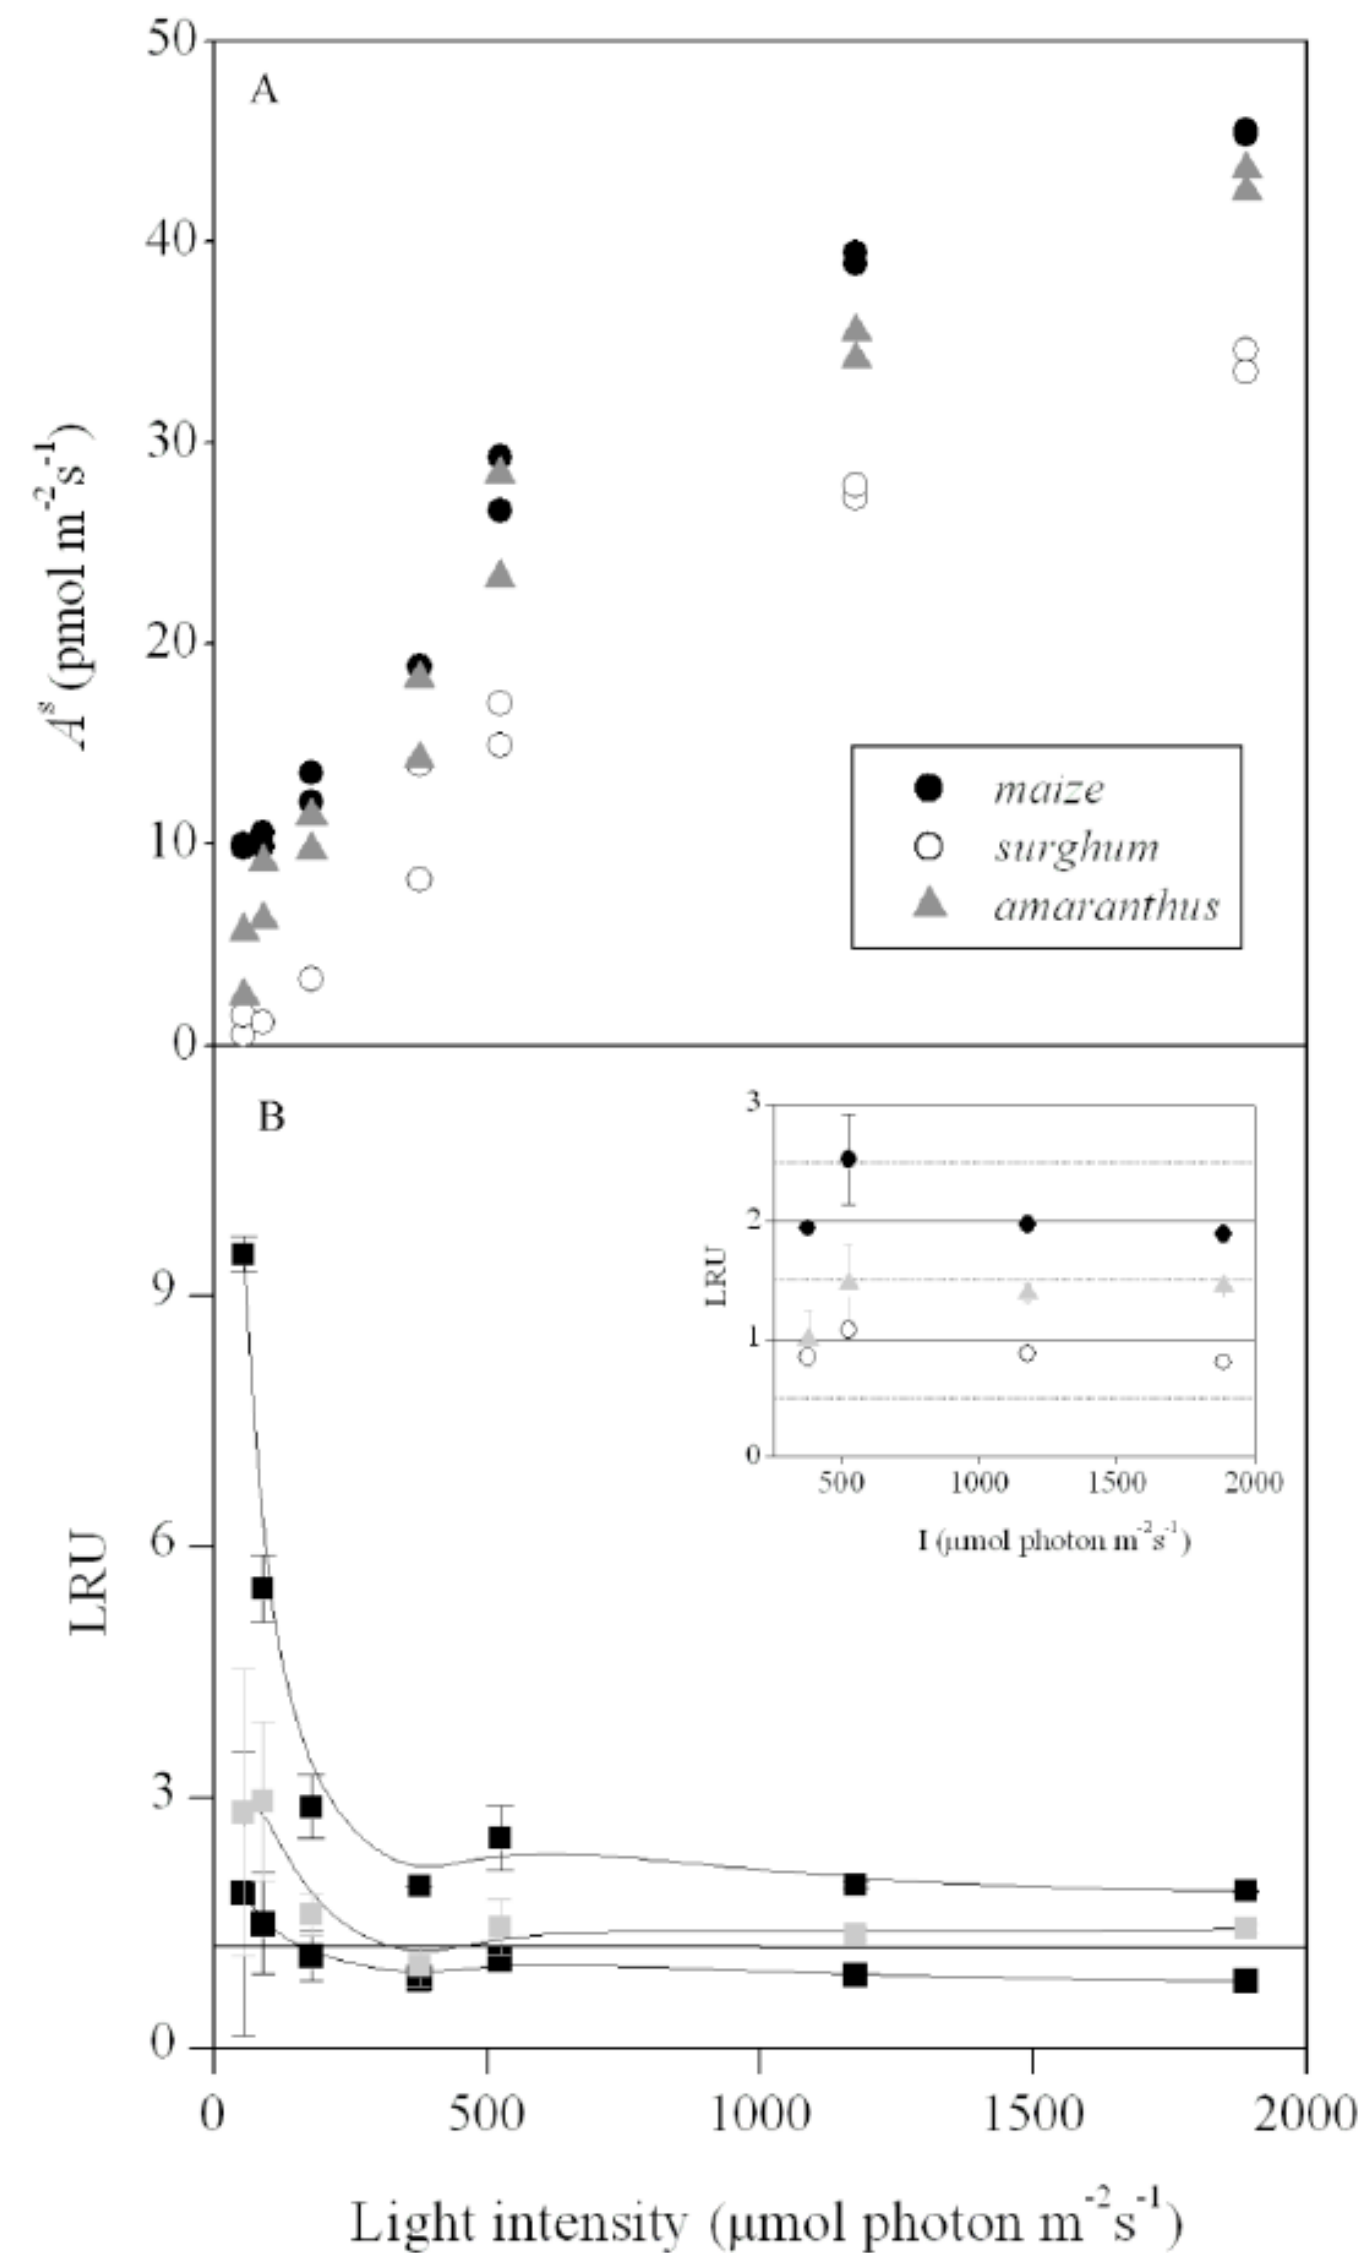 50
A
40
30
20
10
0
A^s (pmol m^-2 s^-1)
maize
surghum
amaranthus
B
9
6
3
0
LRU
3
2
1
0
LRU
500 1000 1500 2000
I (μmol photon m^-2 s^-1)
0 500 1000 1500 2000
Light intensity (μmol photon m^-2 s^-1)